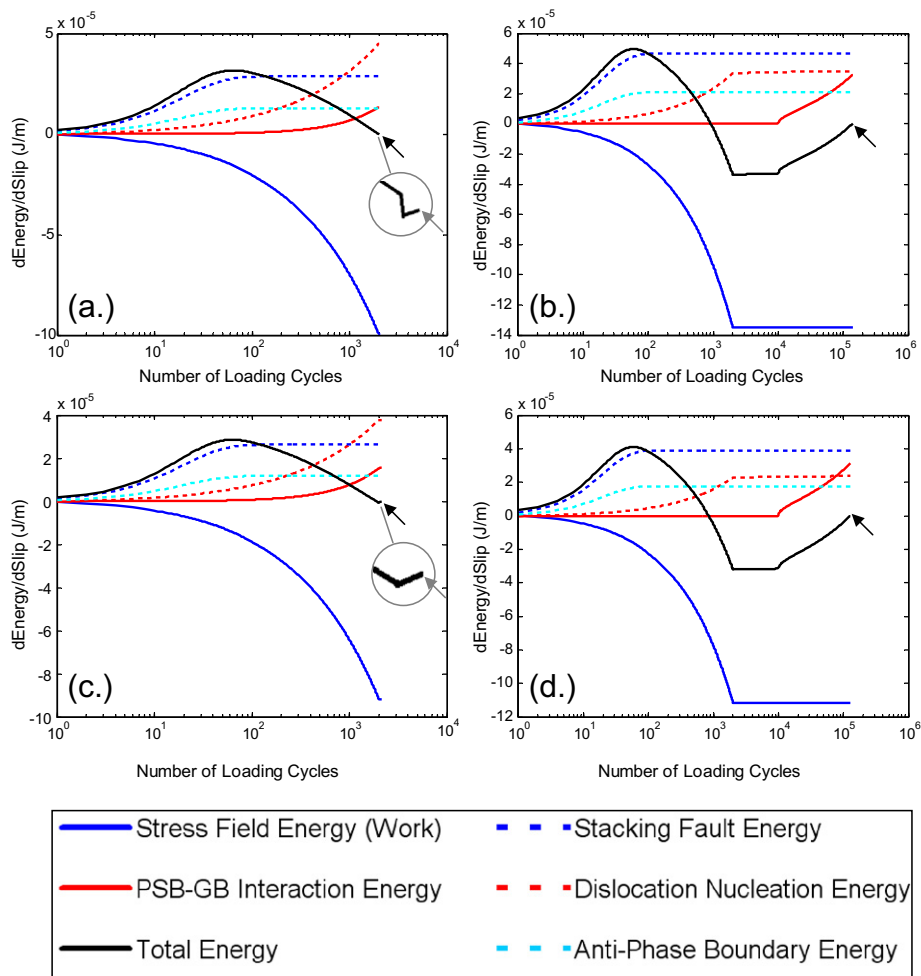 x 10-5
5
0
-5
-10
dEnergy/dSlip (J/m)
(a.)
10^0 10^1 10^2 10^3 10^4
Number of Loading Cycles
x 10-5
6
4
2
0
-2
-4
-6
-8
-10
-12
-14
dEnergy/dSlip (J/m)
(b.)
10^0 10^1 10^2 10^3 10^4 10^5 10^6
Number of Loading Cycles
x 10-5
4
2
0
-2
-4
-6
-8
-10
dEnergy/dSlip (J/m)
(c.)
10^0 10^1 10^2 10^3 10^4
Number of Loading Cycles
x 10-5
6
4
2
0
-2
-4
-6
-8
-10
-12
dEnergy/dSlip (J/m)
(d.)
10^0 10^1 10^2 10^3 10^4 10^5 10^6
Number of Loading Cycles
Stress Field Energy (Work)
Stacking Fault Energy
PSB-GB Interaction Energy
Dislocation Nucleation Energy
Total Energy
Anti-Phase Boundary Energy